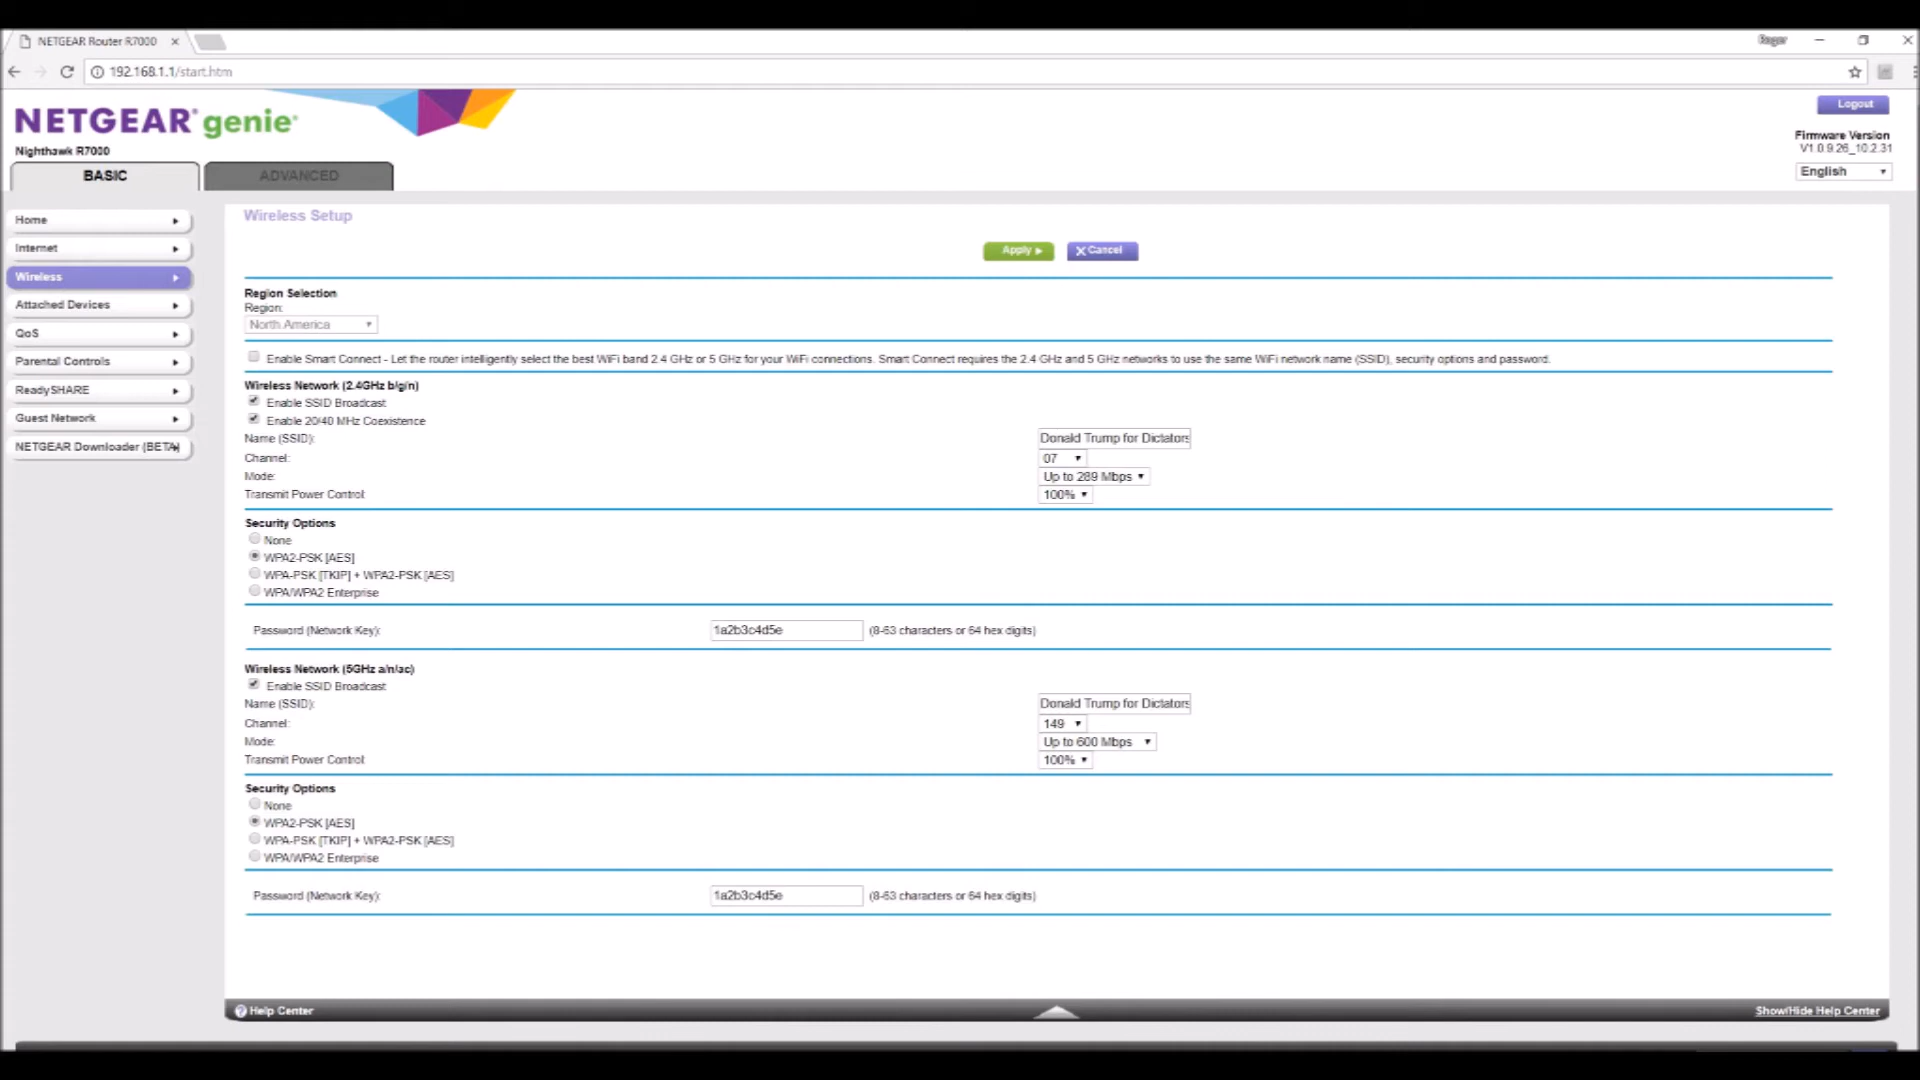 NETGEAR Router R7000
Roger
192.168.1.1/start.htm
NETGEAR® genie®
Logout
Nighthawk R7000
Firmware Version
V1.0.9.26_10.2.31
BASIC
ADVANCED
English
Home
Internet
Wireless
Attached Devices
QoS
Parental Controls
ReadySHARE
Guest Network
NETGEAR Downloader (BETA)
Wireless Setup
Apply
X Cancel
Region Selection
Region:
North America
Enable Smart Connect - Let the router intelligently select the best WiFi band 2.4 GHz or 5 GHz for your WiFi connections. Smart Connect requires the 2.4 GHz and 5 GHz networks to use the same WiFi network name (SSID), security options and password.
Wireless Network (2.4GHz b/g/n)
Enable SSID Broadcast
Enable 20/40 MHz Coexistence
Name (SSID): Donald Trump for Dictators
Channel: 07
Mode: Up to 289 Mbps
Transmit Power Control: 100%
Security Options
None
WPA2-PSK [AES]
WPA-PSK [TKIP] + WPA2-PSK [AES]
WPA/WPA2 Enterprise
Password (Network Key): 1a2b3c4d5e (8-63 characters or 64 hex digits)
Wireless Network (5GHz a/n/ac)
Enable SSID Broadcast
Name (SSID): Donald Trump for Dictators
Channel: 149
Mode: Up to 600 Mbps
Transmit Power Control: 100%
Security Options
None
WPA2-PSK [AES]
WPA-PSK [TKIP] + WPA2-PSK [AES]
WPA/WPA2 Enterprise
Password (Network Key): 1a2b3c4d5e (8-63 characters or 64 hex digits)
Help Center
Show/Hide Help Center